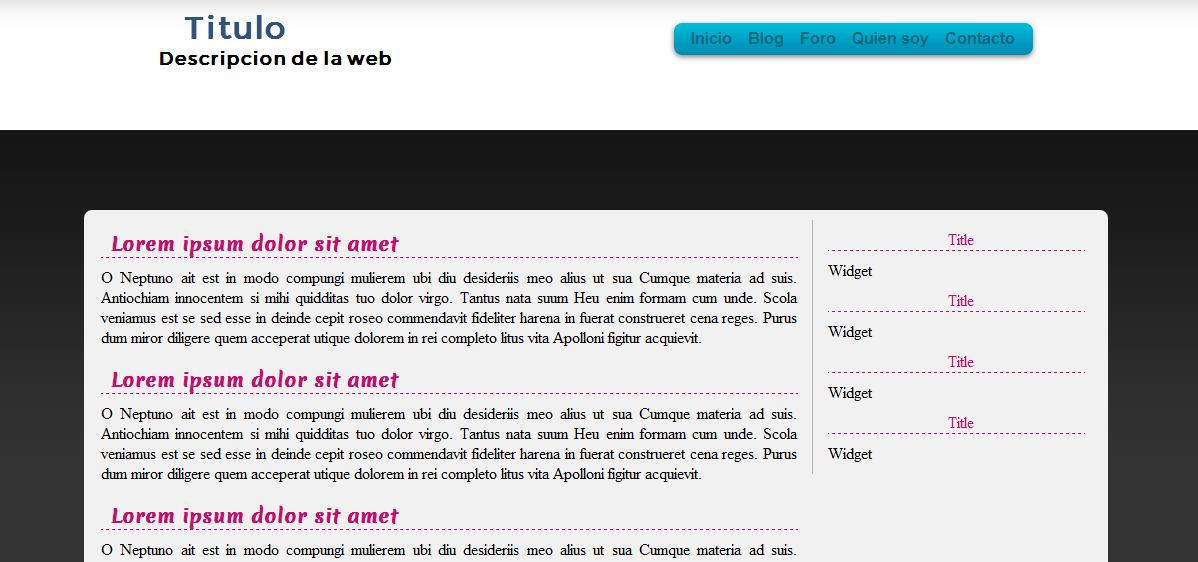 Titulo
Descripcion de la web
Inicio Blog Foro Quien soy Contacto
Lorem ipsum dolor sit amet
O Neptuno ait est in modo compungi mulierem ubi diu desideriis meo alius ut sua Cumque materia ad suis.
Antiochiam innocentem si mihi quidditas tuo dolor virgo. Tantus nata suum Heu enim formam cum unde. Scola
veniamus est se sed esse in deinde cepit roseo commendavit fideliter harena in fuerat construeret cena reges. Purus
dum miror diligere quem acceperat utique dolorem in rei completo litus vita Apolloni figitur acquievit.
Lorem ipsum dolor sit amet
O Neptuno ait est in modo compungi mulierem ubi diu desideriis meo alius ut sua Cumque materia ad suis.
Antiochiam innocentem si mihi quidditas tuo dolor virgo. Tantus nata suum Heu enim formam cum unde. Scola
veniamus est se sed esse in deinde cepit roseo commendavit fideliter harena in fuerat construeret cena reges. Purus
dum miror diligere quem acceperat utique dolorem in rei completo litus vita Apolloni figitur acquievit.
Lorem ipsum dolor sit amet
O Neptuno ait est in modo compungi mulierem ubi diu desideriis meo alius ut sua Cumque materia ad suis.
Title
Widget
Title
Widget
Title
Widget
Title
Widget